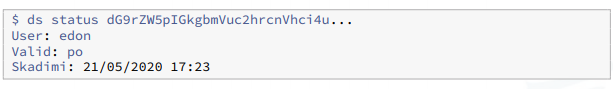 $ ds status dG9rZW5pIGkgbmVuc2hrcnVhci4u...
User: edon
Valid: po
Skadimi: 21/05/2020 17:23